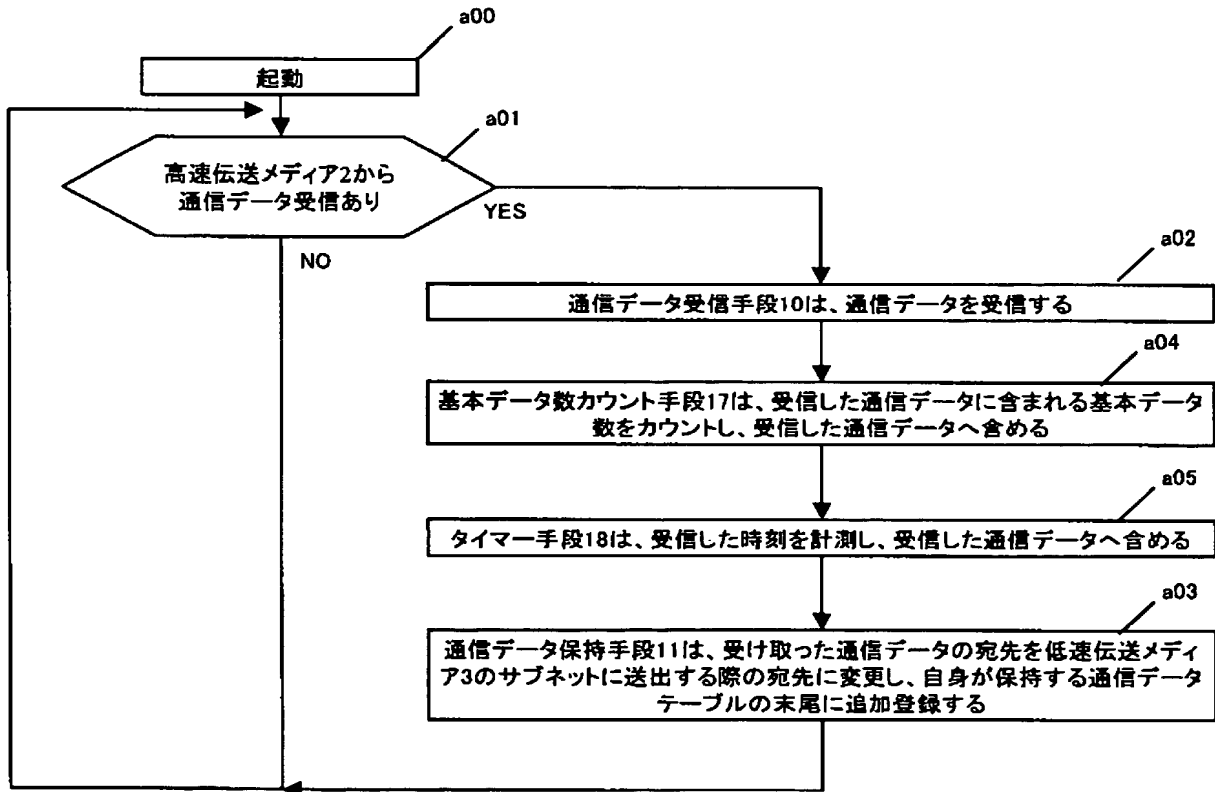 a00
起動
a01
高速伝送メディア2から
通信データ受信あり
YES
NO
a02
通信データ受信手段10は、通信データを受信する
a04
基本データ数カウント手段17は、受信した通信データに含まれる基本データ
数をカウントし、受信した通信データへ含める
a05
タイマー手段18は、受信した時刻を計測し、受信した通信データへ含める
a03
通信データ保持手段11は、受け取った通信データの宛先を低速伝送メディ
ア3のサブネットに送出する際の宛先に変更し、自身が保持する通信データ
テーブルの末尾に追加登録する